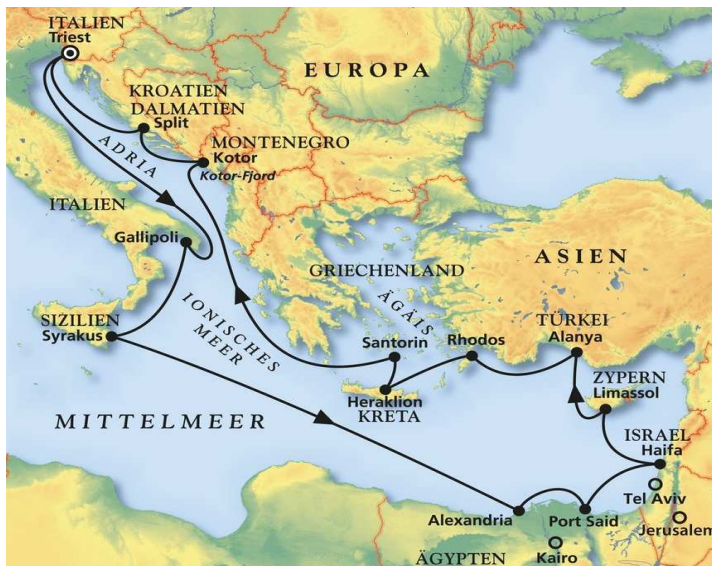 ITALIEN
Triest
EUROPA
KROATIEN
DALMATIEN
Split
MONTENEGRO
Kotor
Kotor-Fjord
ADRIA
ITALIEN
Gallipoli
GRIECHENLAND
ASIEN
ÄGÄIS
IONISCHES
MEER
SIZILIEN
Syrakus
Santorin
Rhodos
TÜRKEI
Alanya
Heraklion
KRETA
ZYPERN
Limassol
MITTELMEER
ISRAEL
Haifa
Tel Aviv
Alexandria
Port Said
Jerusalem
ÄGYPTEN
Kairo